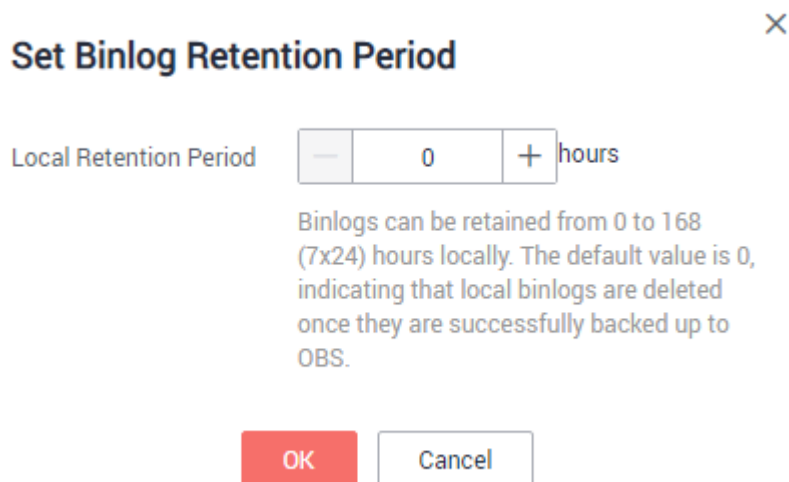 Set Binlog Retention Period
Local Retention Period 0 hours
Binlogs can be retained from 0 to 168
(7x24) hours locally. The default value is 0,
indicating that local binlogs are deleted
once they are successfully backed up to
OBS.
OK Cancel